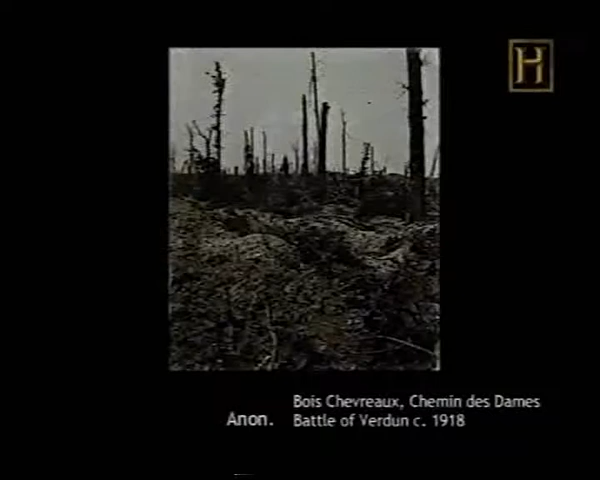 H
Bois Chevreaux, Chemin des Dames
Anon. Battle of Verdun c. 1918